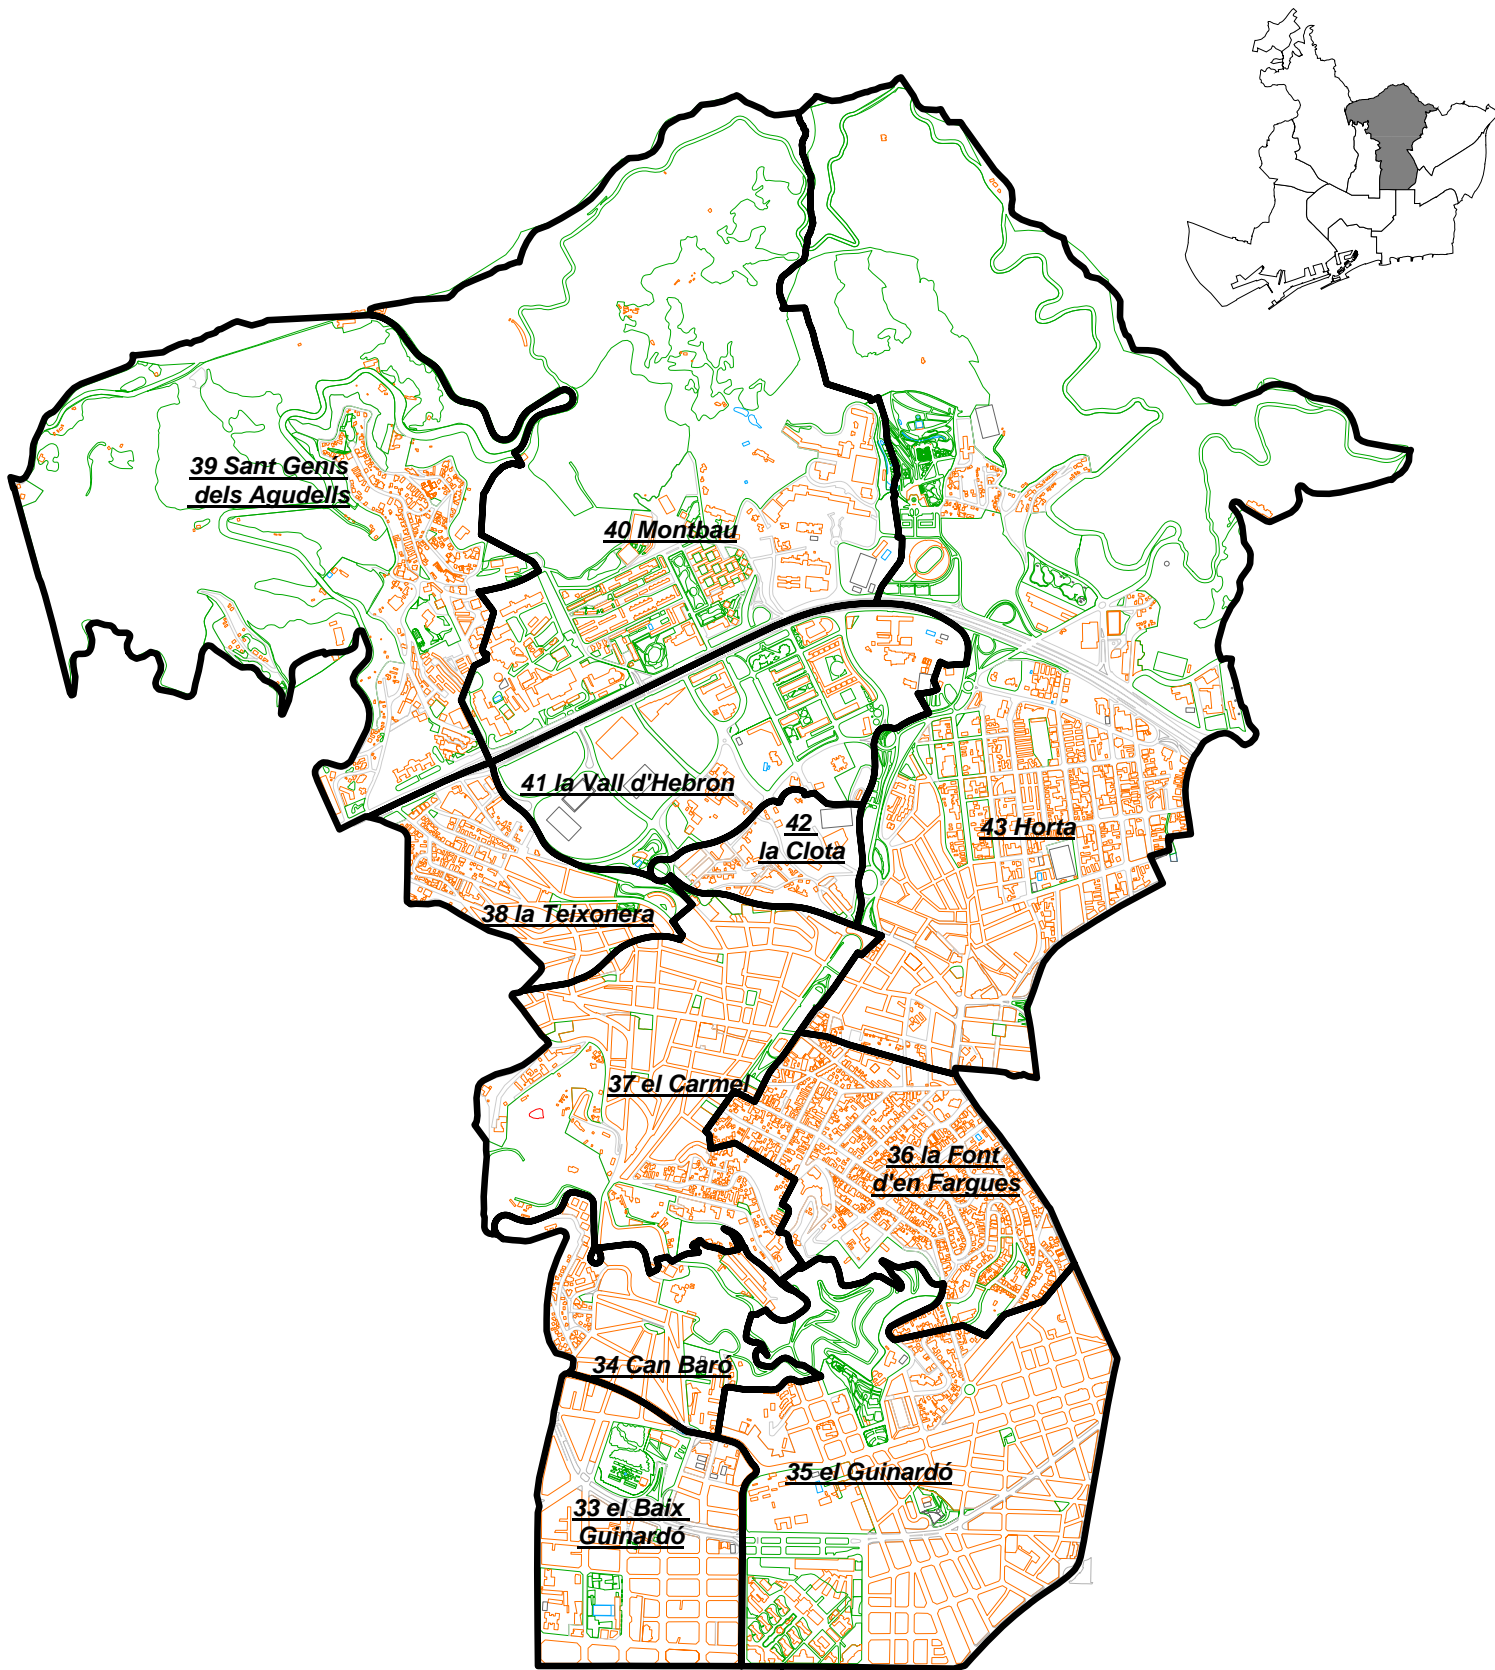 39 Sant Genís
dels Agudells
40 Montbau
41 la Vall d'Hebron
42
la Clota
43 Horta
38 la Teixonera
37 el Carmel
36 la Font
d'en Fargues
34 Can Baró
35 el Guinardó
33 el Baix
Guinardó